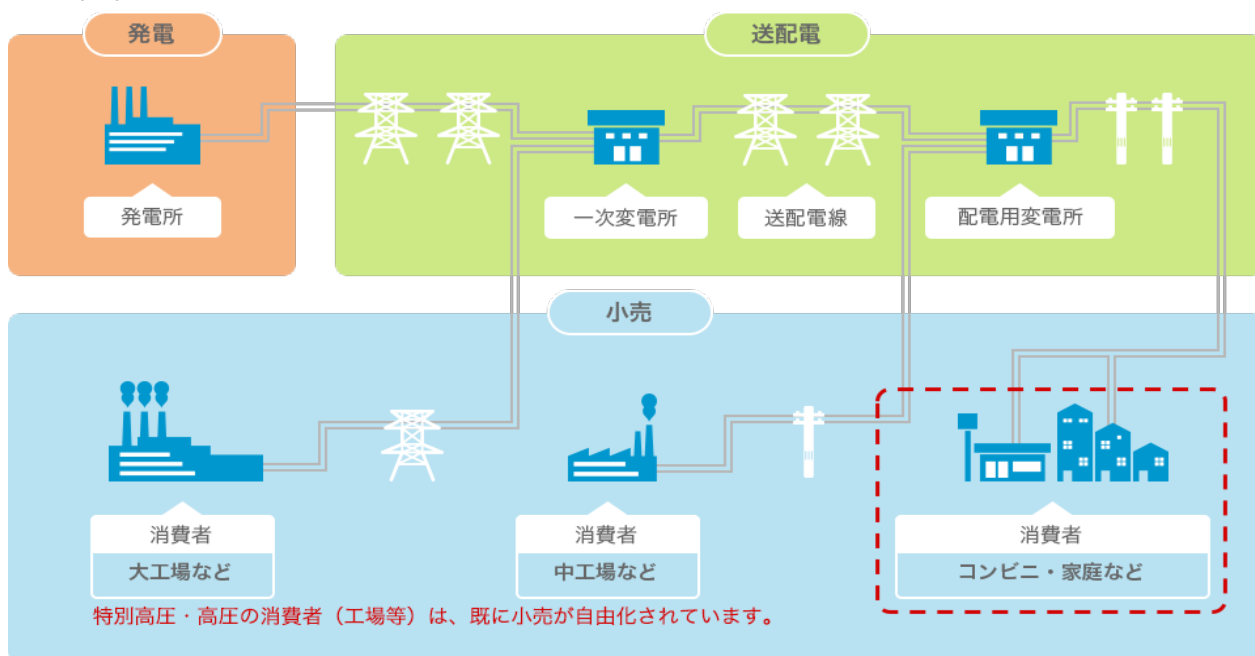 発電
送配電
発電所
一次変電所
送配電線
配電用変電所
小売
消費者
大工場など
消費者
中工場など
消費者
コンビニ・家庭など
特別高圧・高圧の消費者（工場等）は、既に小売が自由化されています。